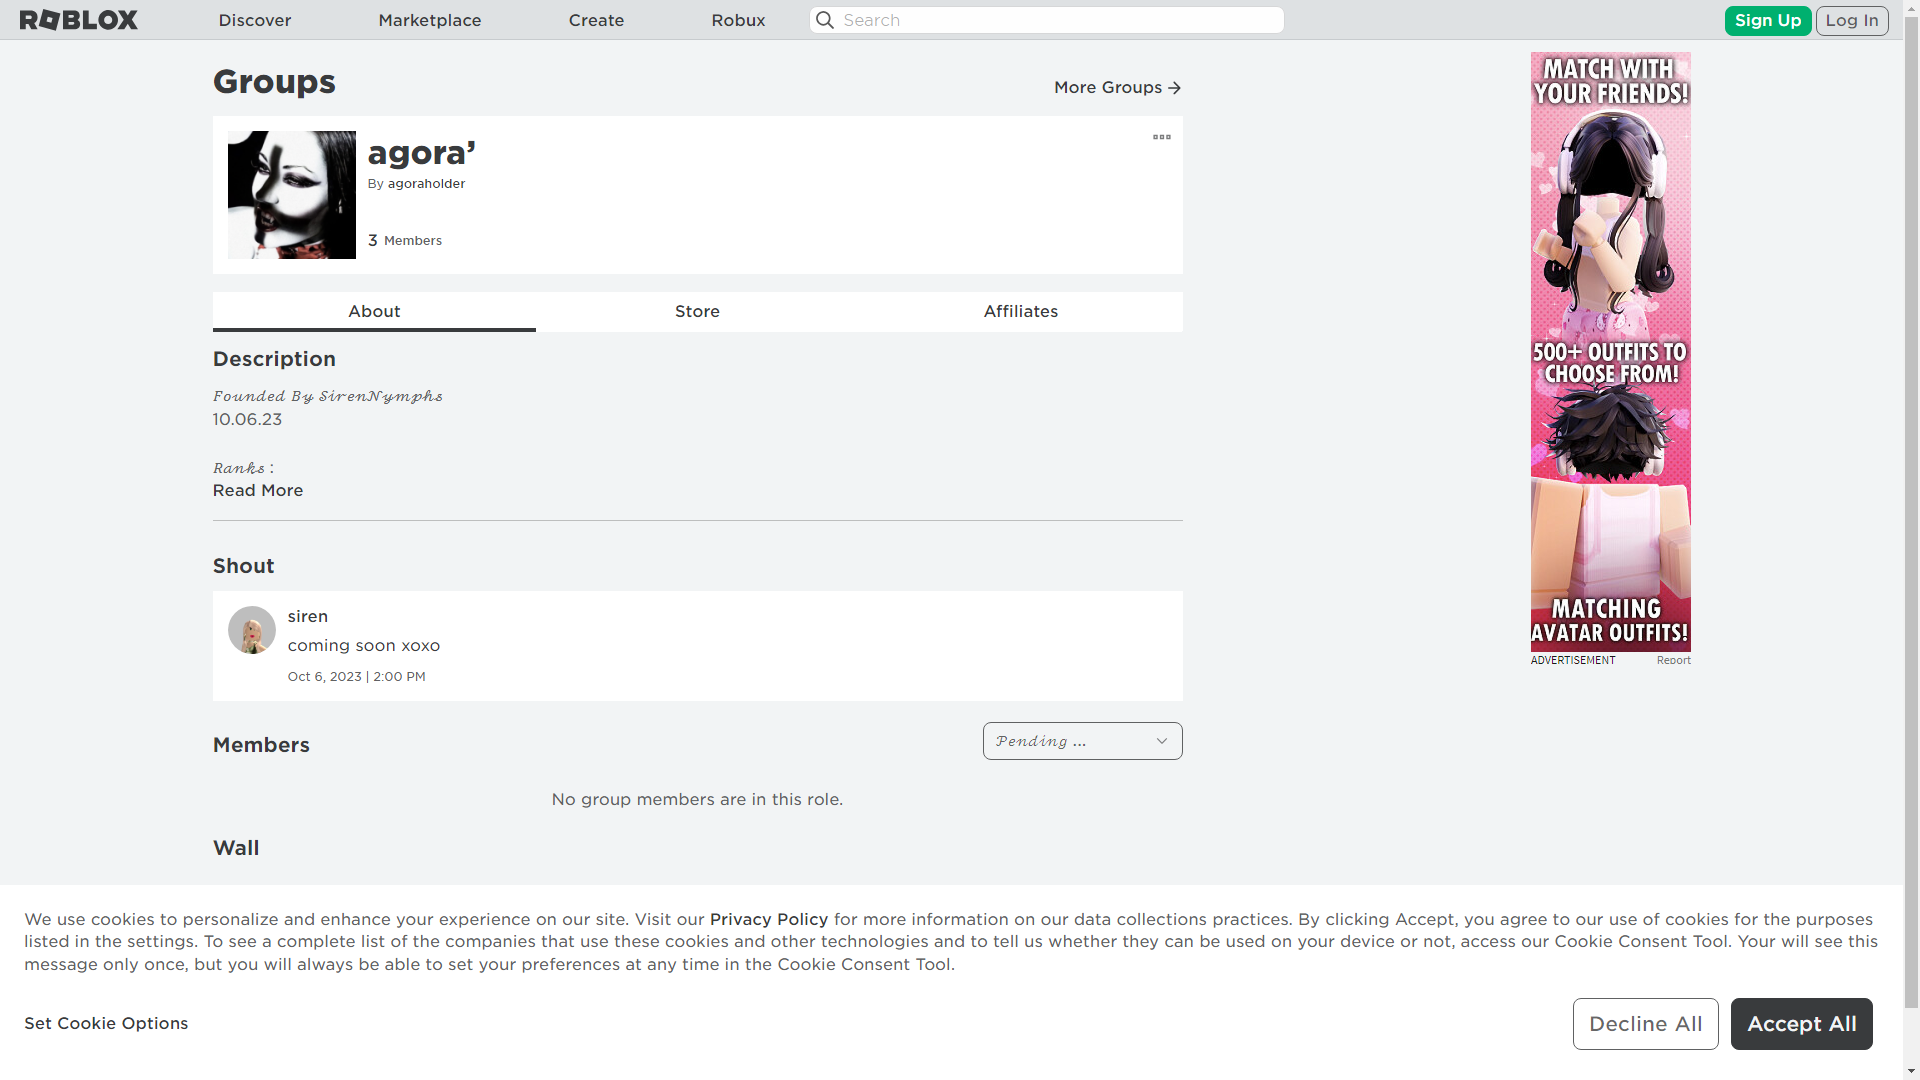 ROBLOX
Discover
Marketplace
Create
Robux
Search
Sign Up
Log In
Groups
More Groups
agora’
By agoraholder
3 Members
About
Store
Affiliates
Description
𝓕𝓸𝓾𝓷𝓭𝓮𝓭 𝓑𝔂 𝓢𝓲𝓻𝓮𝓷𝓝𝔂𝓶𝓹𝓱𝓼
10.06.23
𝓡𝓪𝓷𝓴𝓼 :
Read More
Shout
siren
coming soon xoxo
Oct 6, 2023 | 2:00 PM
Members
𝓟𝓮𝓷𝓭𝓲𝓷𝓰 ...
No group members are in this role.
Wall
MATCH WITH
YOUR FRIENDS!
500+ OUTFITS TO
CHOOSE FROM!
MATCHING
AVATAR OUTFITS!
ADVERTISEMENT
Report
We use cookies to personalize and enhance your experience on our site. Visit our Privacy Policy for more information on our data collections practices. By clicking Accept, you agree to our use of cookies for the purposes
listed in the settings. To see a complete list of the companies that use these cookies and other technologies and to tell us whether they can be used on your device or not, access our Cookie Consent Tool. Your will see this
message only once, but you will always be able to set your preferences at any time in the Cookie Consent Tool.
Set Cookie Options
Decline All
Accept All